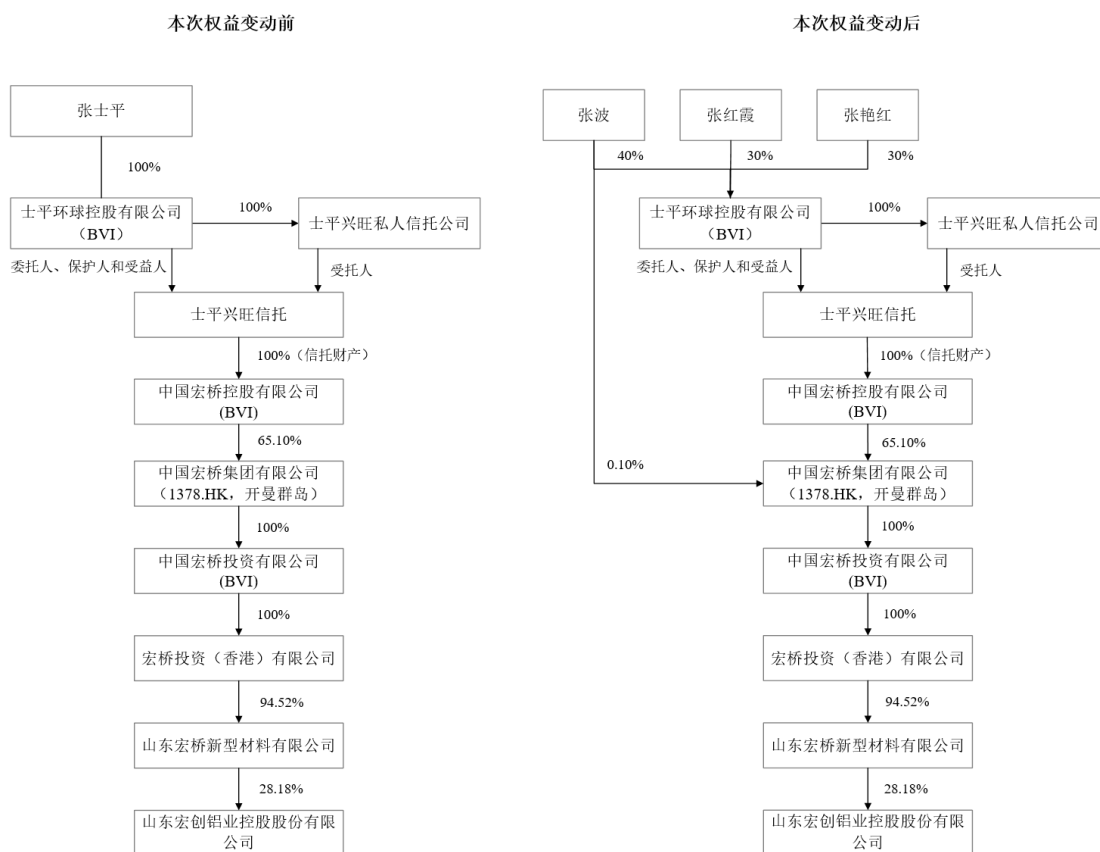 本次权益变动前
张士平
100%
士平环球控股有限公司
（BVI）
100%
士平兴旺私人信托公司
委托人、保护人和受益人
受托人
士平兴旺信托
100%（信托财产）
中国宏桥控股有限公司
(BVI)
65.10%
中国宏桥集团有限公司
（1378.HK，开曼群岛）
100%
中国宏桥投资有限公司
(BVI)
100%
宏桥投资（香港）有限公司
94.52%
山东宏桥新型材料有限公司
28.18%
山东宏创铝业控股股份有限
公司
本次权益变动后
张波
张红霞
张艳红
40%
30%
30%
士平环球控股有限公司
（BVI）
100%
士平兴旺私人信托公司
委托人、保护人和受益人
受托人
士平兴旺信托
100%（信托财产）
中国宏桥控股有限公司
(BVI)
65.10%
0.10%
中国宏桥集团有限公司
（1378.HK，开曼群岛）
100%
中国宏桥投资有限公司
(BVI)
100%
宏桥投资（香港）有限公司
94.52%
山东宏桥新型材料有限公司
28.18%
山东宏创铝业控股股份有限
公司